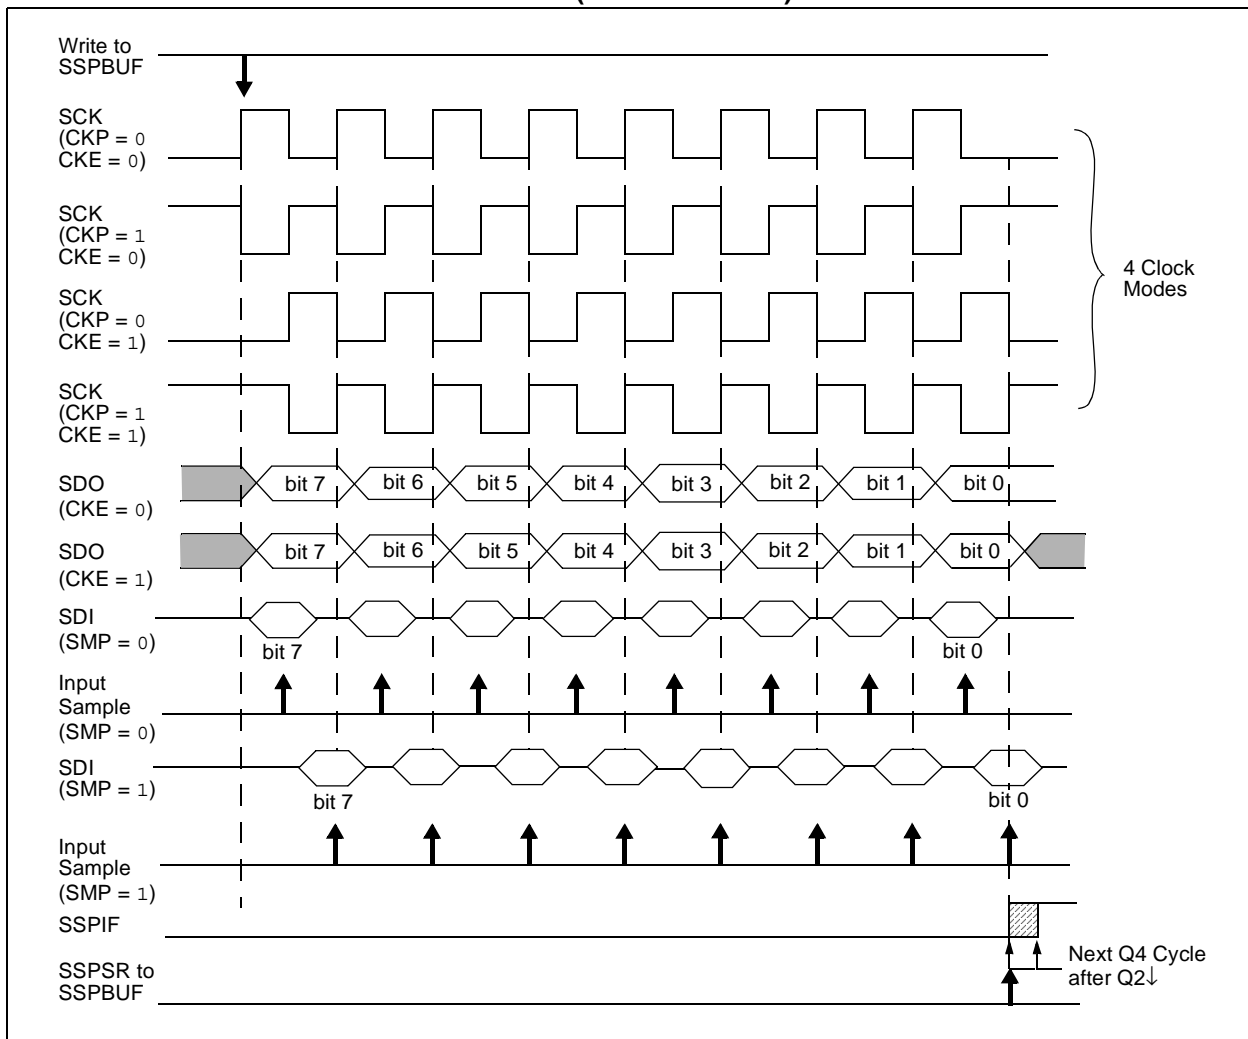 Write to
SSPBUF
SCK
(CKP = 0
CKE = 0)
SCK
(CKP = 1
CKE = 0)
SCK
(CKP = 0
CKE = 1)
SCK
(CKP = 1
CKE = 1)
4 Clock
Modes
SDO
(CKE = 0)
bit 7 bit 6 bit 5 bit 4 bit 3 bit 2 bit 1 bit 0
SDO
(CKE = 1)
bit 7 bit 6 bit 5 bit 4 bit 3 bit 2 bit 1 bit 0
SDI
(SMP = 0)
bit 7 bit 0
Input
Sample
(SMP = 0)
SDI
(SMP = 1)
bit 7 bit 0
Input
Sample
(SMP = 1)
SSPIF
Next Q4 Cycle
after Q2↓
SSPSR to
SSPBUF